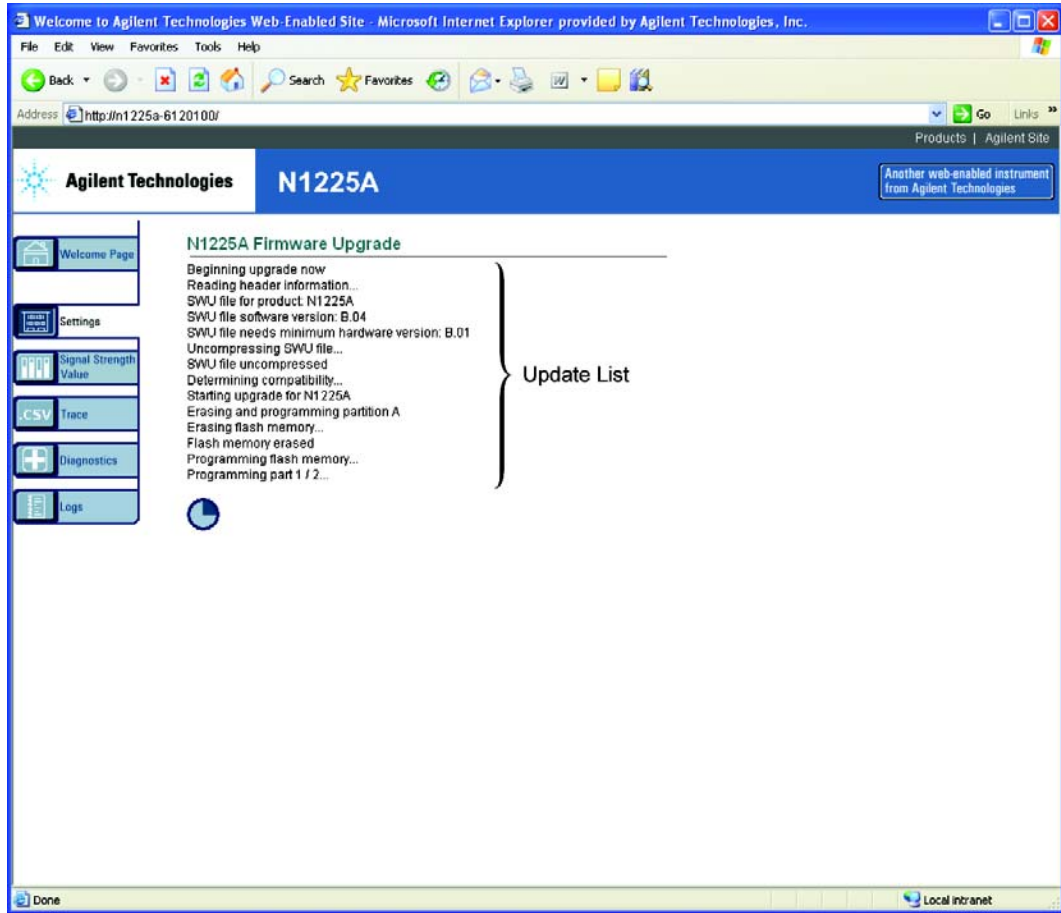 Welcome to Agilent Technologies Web-Enabled Site - Microsoft Internet Explorer provided by Agilent Technologies, Inc.
File Edit View Favorites Tools Help
Back Search Favorites
Address http://n1225a-6120100/ Go Links »
Products | Agilent Site
Agilent Technologies
N1225A
Another web-enabled instrument
from Agilent Technologies
Welcome Page
Settings
Signal Strength
Value
.CSV Trace
Diagnostics
Logs
N1225A Firmware Upgrade
Beginning upgrade now
Reading header information...
SWU file for product: N1225A
SWU file software version: B.04
SWU file needs minimum hardware version: B.01
Uncompressing SWU file...
SWU file uncompressed
Determining compatibility...
Starting upgrade for N1225A
Erasing and programming partition A
Erasing flash memory...
Flash memory erased
Programming flash memory...
Programming part 1 / 2...
Update List
Done
Local intranet